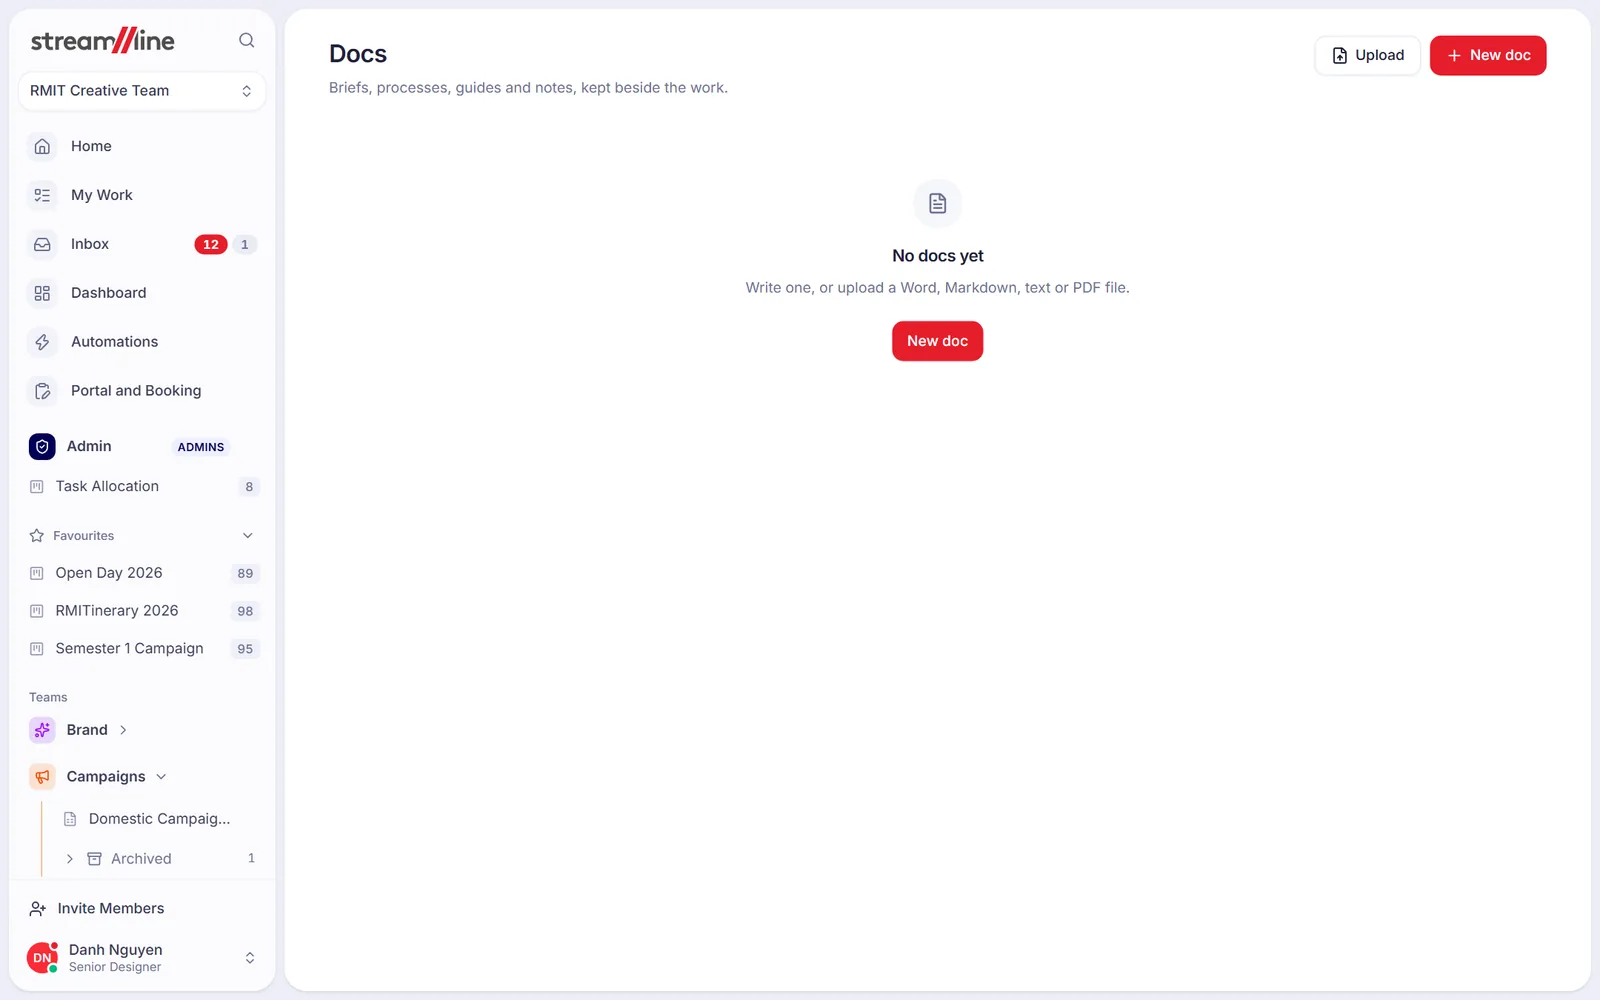 streamline
RMIT Creative Team
Home
My Work
Inbox 12 1
Dashboard
Automations
Portal and Booking
Admin ADMINS
Task Allocation 8
Favourites
Open Day 2026 89
RMITinerary 2026 98
Semester 1 Campaign 95
Teams
Brand
Campaigns
Domestic Campaig...
Archived 1
Invite Members
DN Danh Nguyen
Senior Designer
Docs
Briefs, processes, guides and notes, kept beside the work.
Upload
New doc
No docs yet
Write one, or upload a Word, Markdown, text or PDF file.
New doc